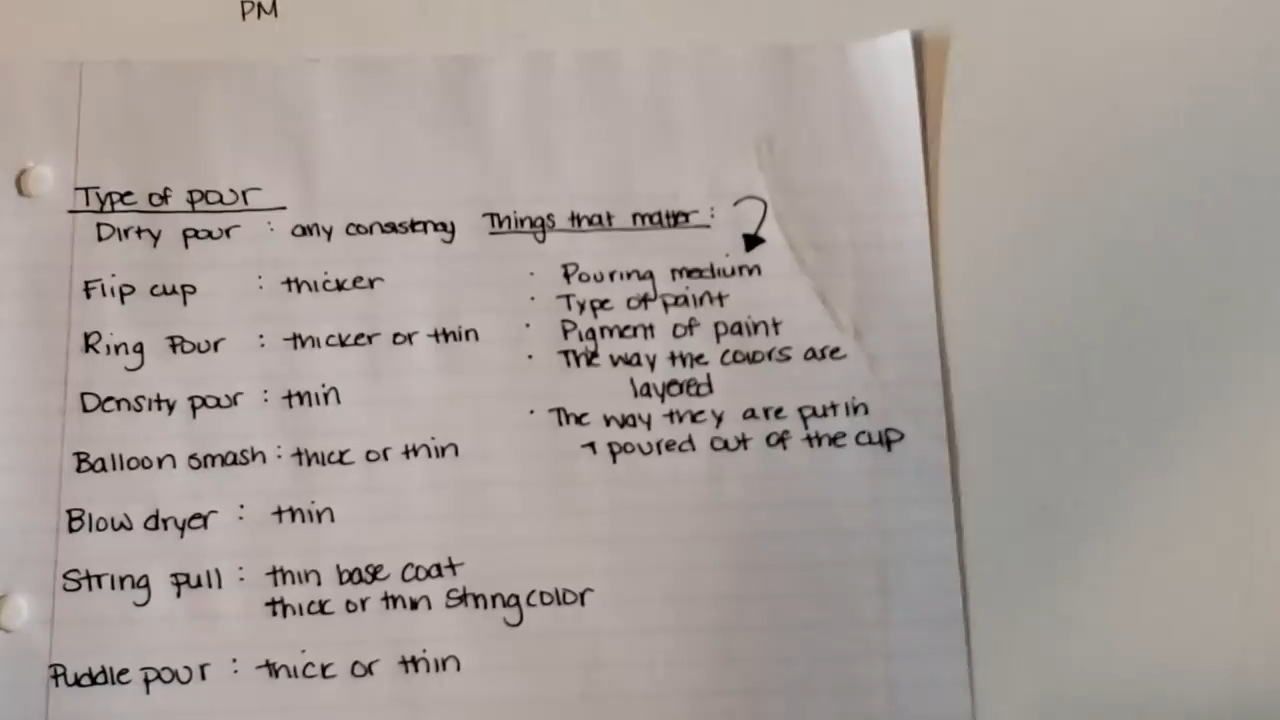 PM
Type of pour
Dirty pour : any consistency
Things that matter:
Flip cup : thicker
Ring Pour : thicker or thin
Density pour : thin
Balloon smash : thick or thin
Blow dryer : thin
String pull : thin base coat
thick or thin string color
Puddle pour : thick or thin
· Pouring medium
· Type of paint
· Pigment of paint
· The way the colors are
layered
· The way they are put in
+ poured out of the cup